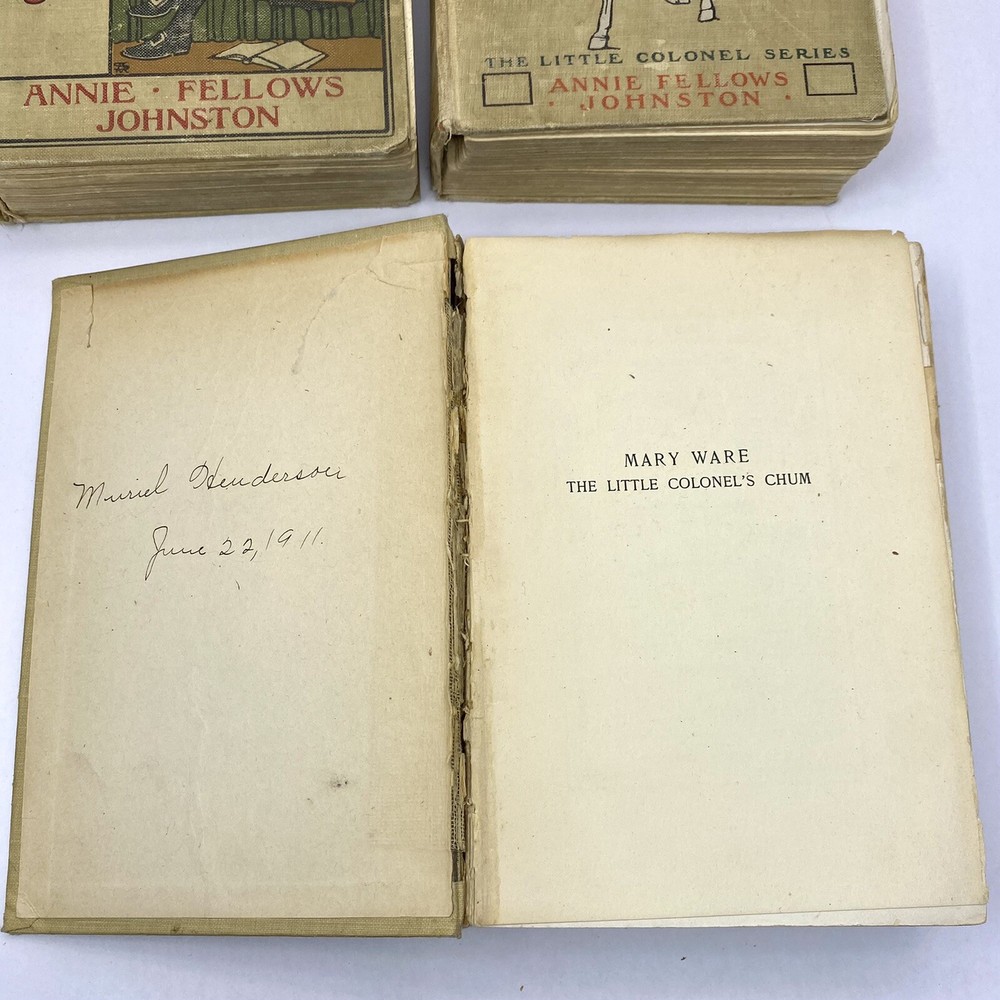 ANNIE · FELLOWS
JOHNSTON
THE LITTLE COLONEL SERIES
ANNIE FELLOWS
· JOHNSTON ·
Muriel Henderson
June 22, 1911.
MARY WARE
THE LITTLE COLONEL'S CHUM